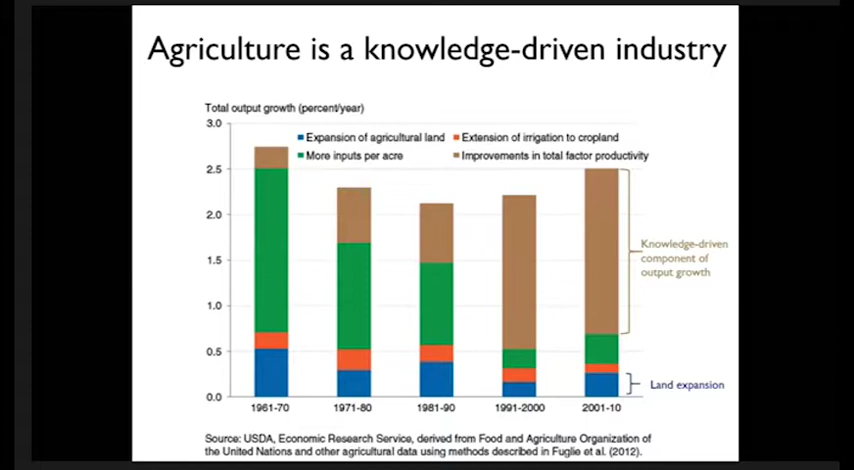 Agriculture is a knowledge-driven industry
Total output growth (percent/year)
3.0
Expansion of agricultural land
Extension of irrigation to cropland
More inputs per acre
Improvements in total factor productivity
2.5
2.0
1.5
1.0
0.5
0.0
Knowledge-driven
component of
output growth
Land expansion
1961-70
1971-80
1981-90
1991-2000
2001-10
Source: USDA, Economic Research Service, derived from Food and Agriculture Organization of
the United Nations and other agricultural data using methods described in Fuglie et al. (2012).